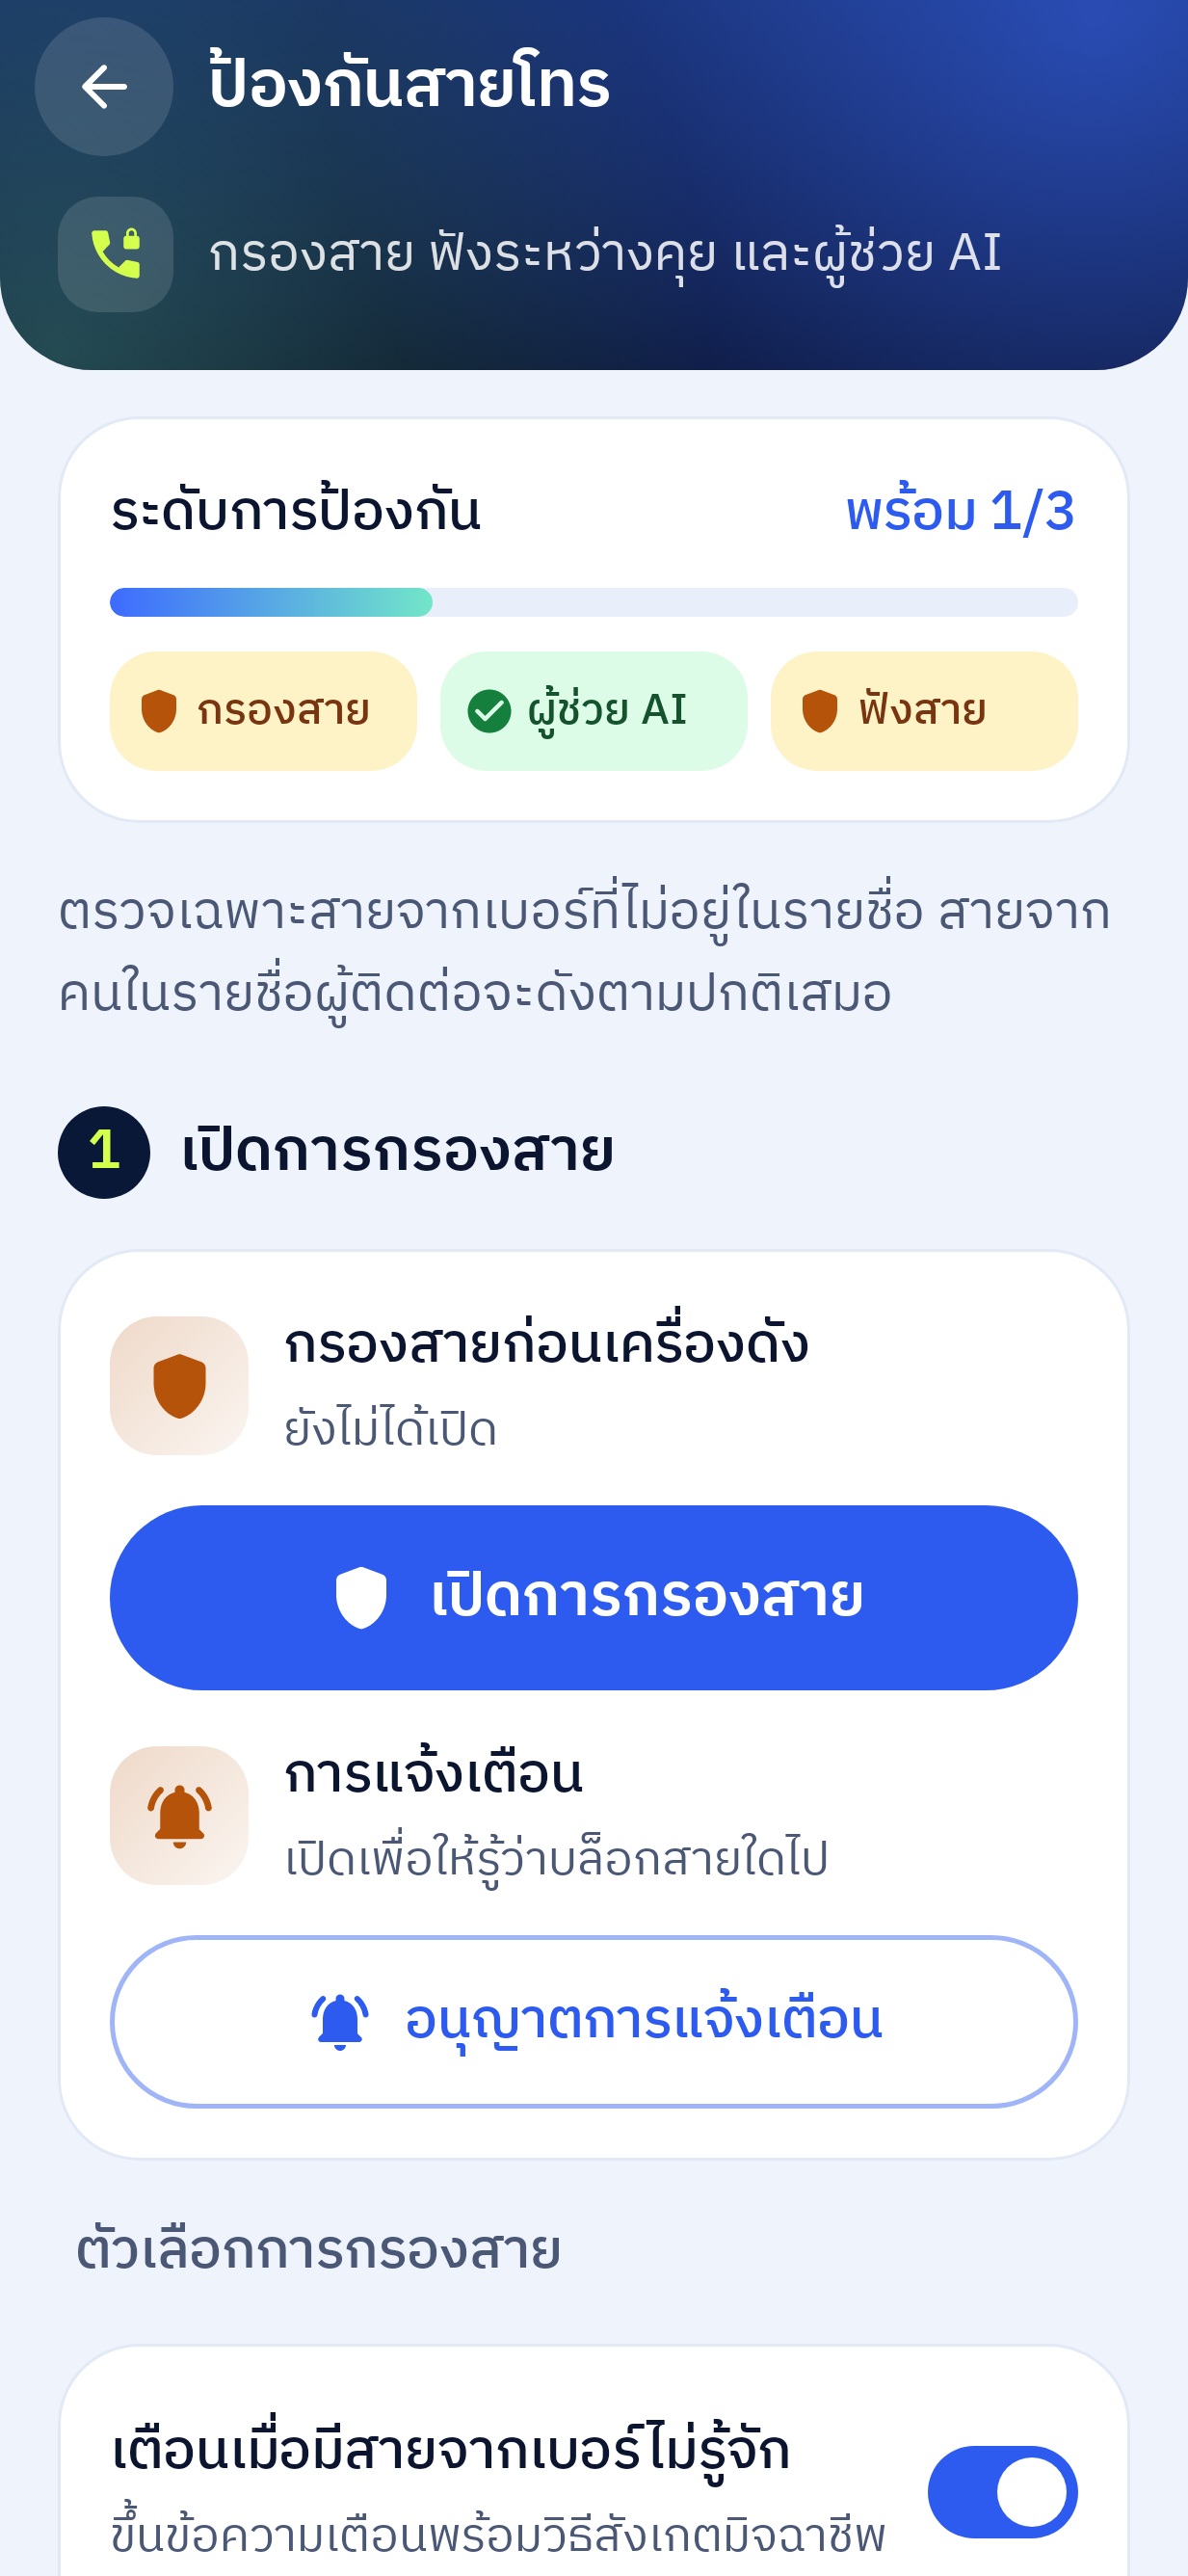 ป้องกันสายโทร
กรองสาย ฟังระหว่างคุย และผู้ช่วย AI
ระดับการป้องกัน
พร้อม 1/3
กรองสาย
ผู้ช่วย AI
ฟังสาย
ตรวจเฉพาะสายจากเบอร์ที่ไม่อยู่ในรายชื่อ สายจาก
คนในรายชื่อผู้ติดต่อจะดังตามปกติเสมอ
1 เปิดการกรองสาย
กรองสายก่อนเครื่องดัง
ยังไม่ได้เปิด
เปิดการกรองสาย
การแจ้งเตือน
เปิดเพื่อให้รู้ว่าบล็อกสายใดไป
อนุญาตการแจ้งเตือน
ตัวเลือกการกรองสาย
เตือนเมื่อมีสายจากเบอร์ไม่รู้จัก
ขึ้นข้อความเตือนพร้อมวิธีสังเกตมิจฉาชีพ